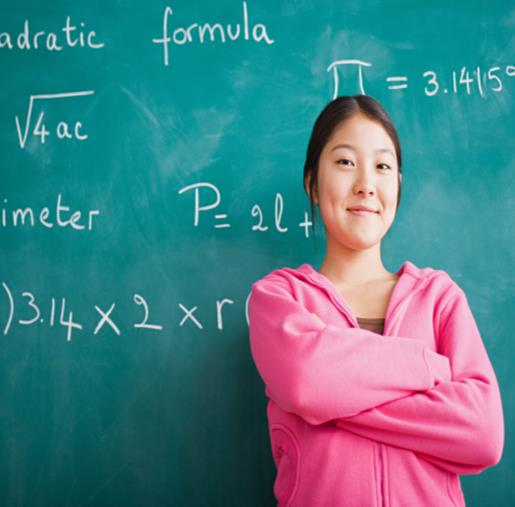 adratic formula
∏ = 3.1415
√4ac
imeter P = 2l +
) 3.14 x 2 x r (